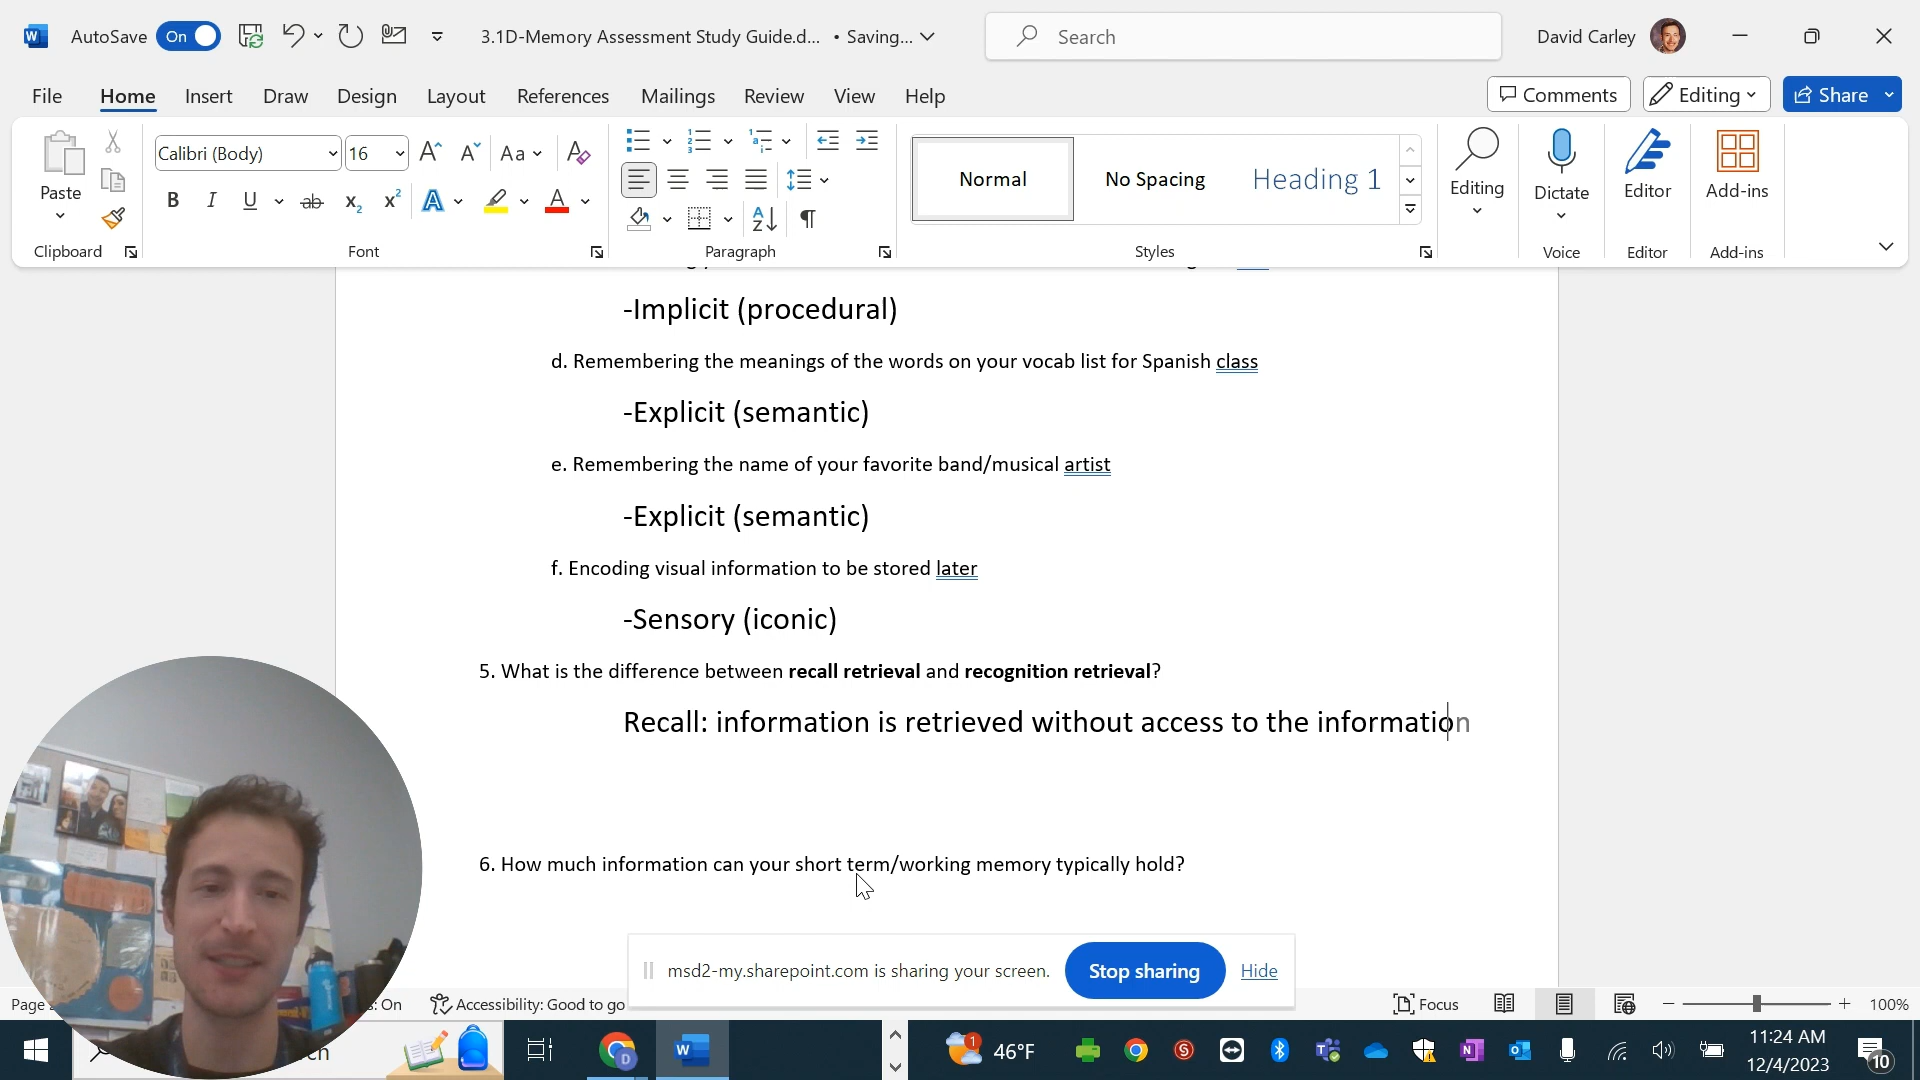 AutoSave On 3.1D-Memory Assessment Study Guide.d... • Saving... Search David Carley
File Home Insert Draw Design Layout References Mailings Review View Help Comments Editing Share
Paste Calibri (Body) 16 Aa Normal No Spacing Heading 1 Editing Dictate Editor Add-ins
Clipboard Font Paragraph Styles Voice Editor Add-ins
-Implicit (procedural)
d. Remembering the meanings of the words on your vocab list for Spanish class
-Explicit (semantic)
e. Remembering the name of your favorite band/musical artist
-Explicit (semantic)
f. Encoding visual information to be stored later
-Sensory (iconic)
5. What is the difference between recall retrieval and recognition retrieval?
Recall: information is retrieved without access to the information
6. How much information can your short term/working memory typically hold?
msd2-my.sharepoint.com is sharing your screen. Stop sharing Hide
Page : On Accessibility: Good to go Focus 100%
46°F 11:24 AM
12/4/2023 10